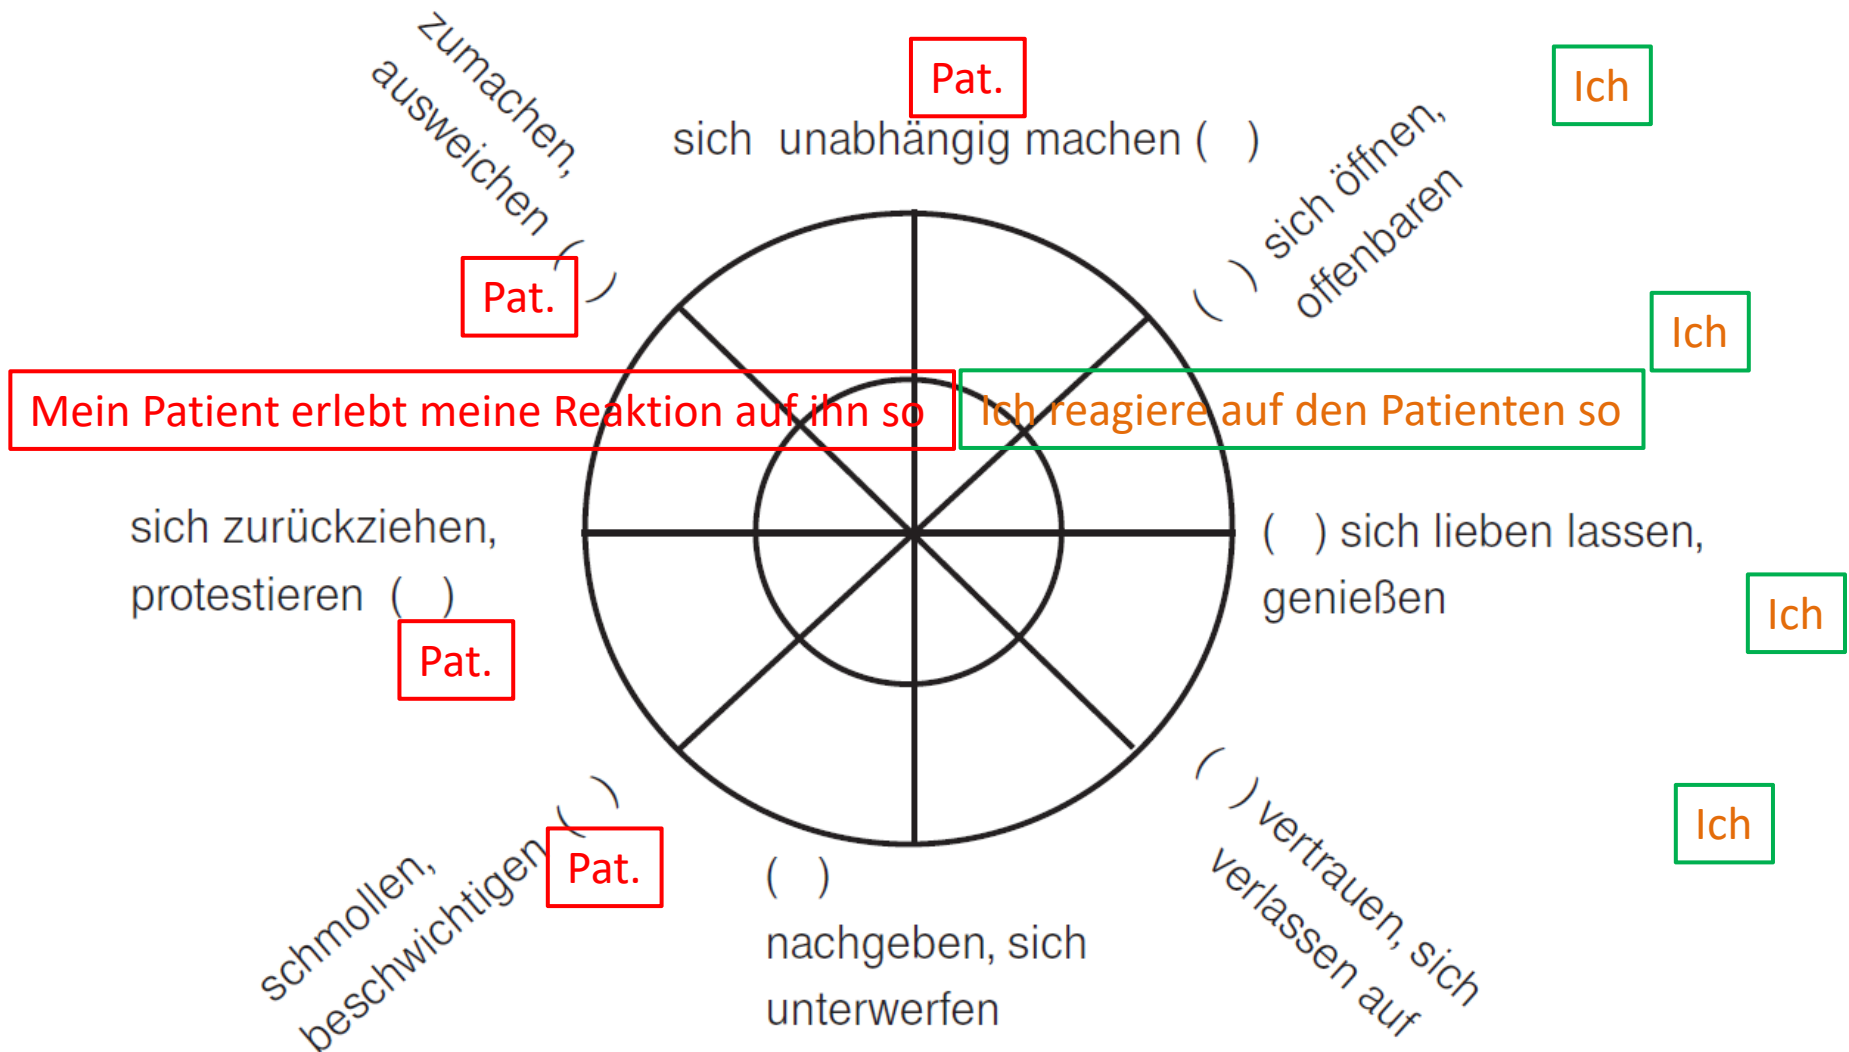 zumachen,
ausweichen ( )
Pat.
Pat.
sich unabhängig machen ( )
( ) sich öffnen,
offenbaren
Ich
Ich
Mein Patient erlebt meine Reaktion auf ihn so
Ich reagiere auf den Patienten so
sich zurückziehen,
protestieren ( )
Pat.
( ) sich lieben lassen,
genießen
Ich
schmollen,
beschwichtigen ( )
Pat.
( )
nachgeben, sich
unterwerfen
( ) vertrauen, sich
verlassen auf
Ich